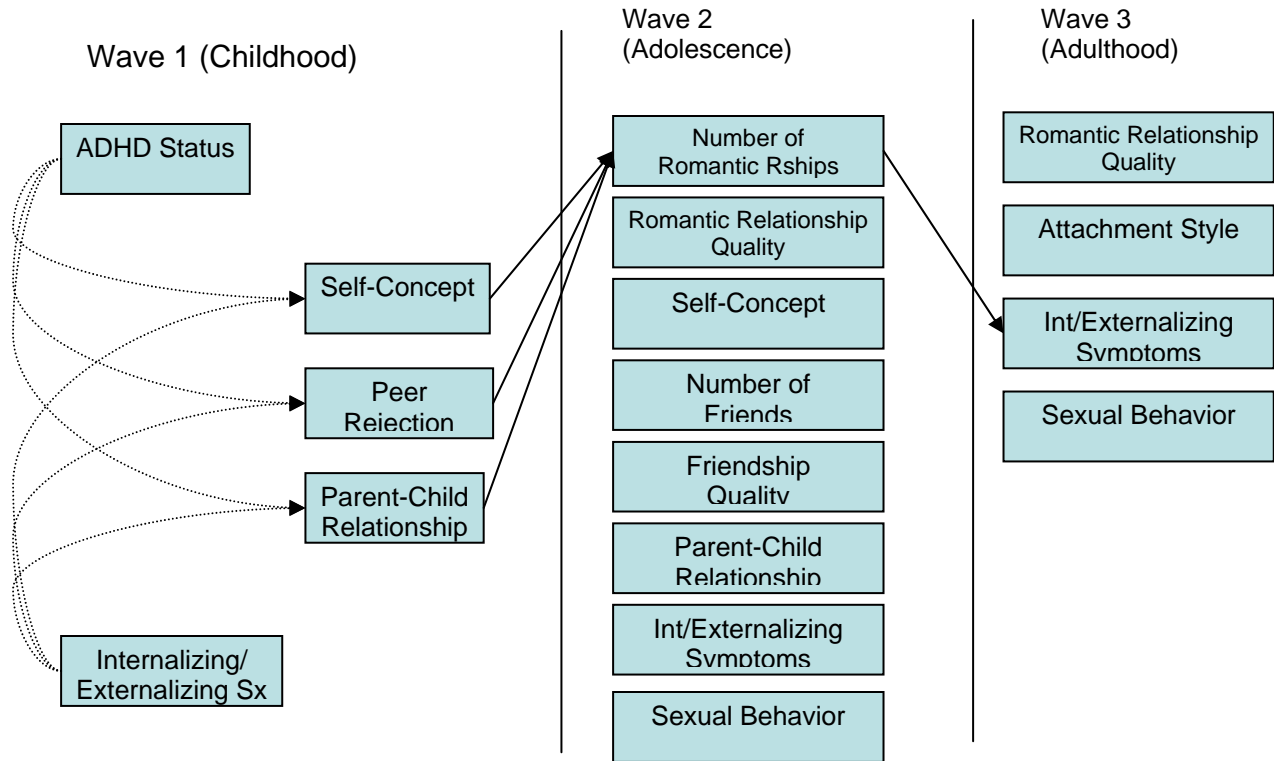 Wave 1 (Childhood)
ADHD Status
Self-Concept
Peer
Rejection
Parent-Child
Relationship
Internalizing/
Externalizing Sx
Wave 2
(Adolescence)
Number of
Romantic Rships
Romantic Relationship
Quality
Self-Concept
Number of
Friends
Friendship
Quality
Parent-Child
Relationship
Int/Externalizing
Symptoms
Sexual Behavior
Wave 3
(Adulthood)
Romantic Relationship
Quality
Attachment Style
Int/Externalizing
Symptoms
Sexual Behavior